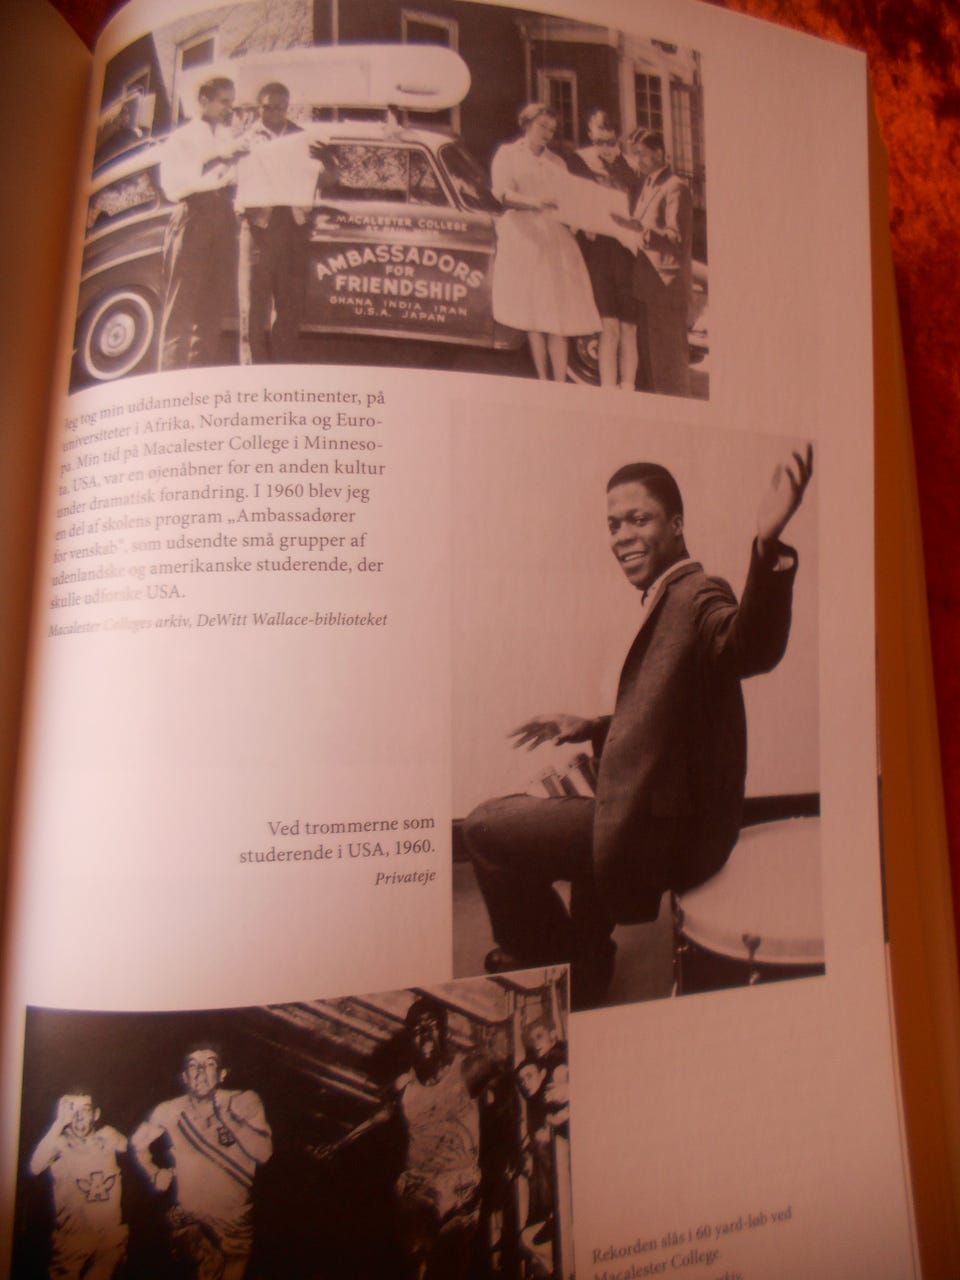 MACALESTER COLLEGE
AMBASSADORS
FOR
FRIENDSHIP
GHANA INDIA IRAN
U.S.A. JAPAN
Jeg tog min uddannelse på tre kontinenter, på
universiteter i Afrika, Nordamerika og Euro-
pa. Min tid på Macalester College i Minneso-
ta, USA, var en øjenåbner for en anden kultur
under dramatisk forandring. I 1960 blev jeg
en del af skolens program „Ambassadører
for venskab“, som udsendte små grupper af
udenlandske og amerikanske studerende, der
skulle udforske USA.
Macalester Colleges arkiv, DeWitt Wallace-biblioteket
Ved trommerne som
studerende i USA, 1960.
Privateje
A
Rekorden slås i 60 yard-løb ved
Macalester College.
arkiv,